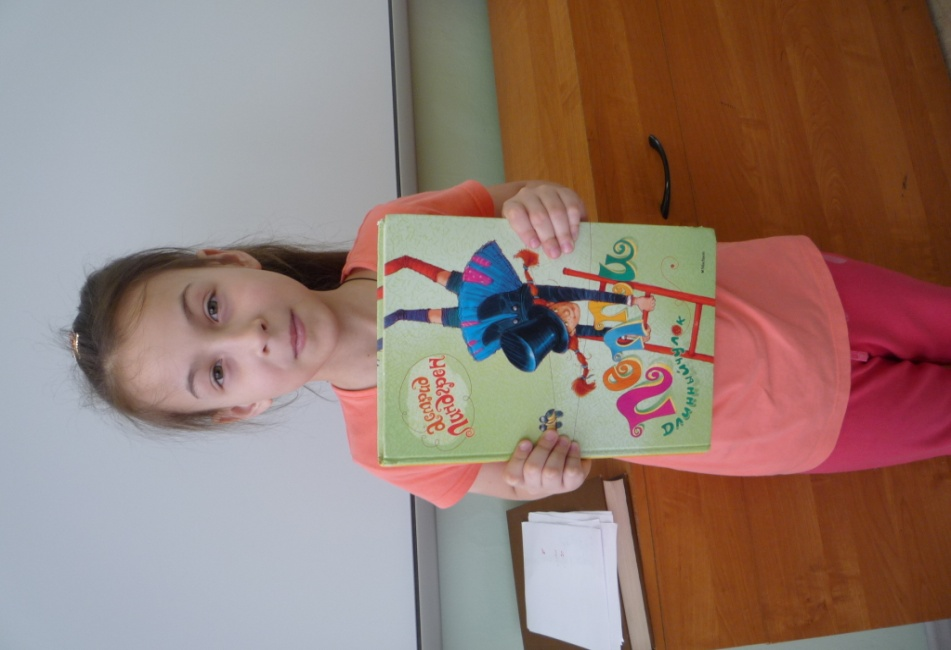 Астрид
Линдгрен
Пеппи
Длинныйчулок